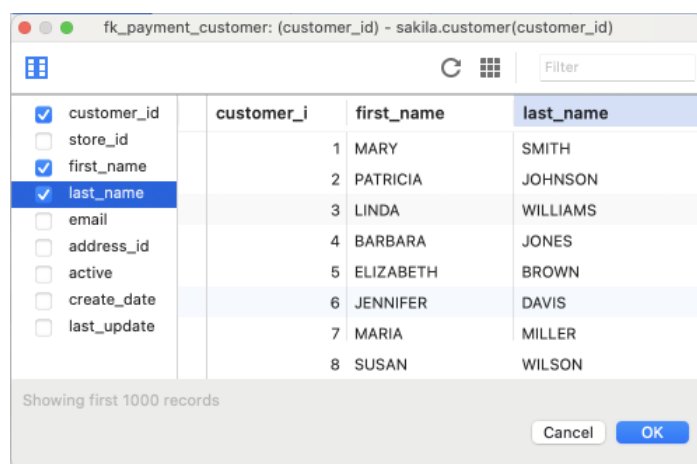 fk_payment_customer: (customer_id) - sakila.customer(customer_id)
Filter
customer_id
store_id
first_name
last_name
email
address_id
active
create_date
last_update
customer_i first_name last_name
1 MARY SMITH
2 PATRICIA JOHNSON
3 LINDA WILLIAMS
4 BARBARA JONES
5 ELIZABETH BROWN
6 JENNIFER DAVIS
7 MARIA MILLER
8 SUSAN WILSON
Showing first 1000 records
Cancel OK